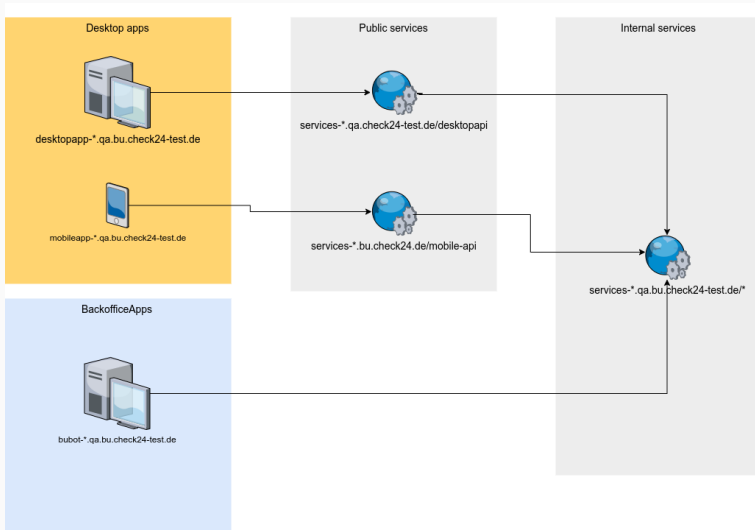 Desktop apps
Public services
Internal services
desktopapp-*.qa.bu.check24-test.de
services-*.qa.check24-test.de/desktopapi
mobileapp-*.qa.bu.check24-test.de
services-*.bu.check24.de/mobile-api
services-*.qa.bu.check24-test.de/*
BackofficeApps
bubot-*.qa.bu.check24-test.de